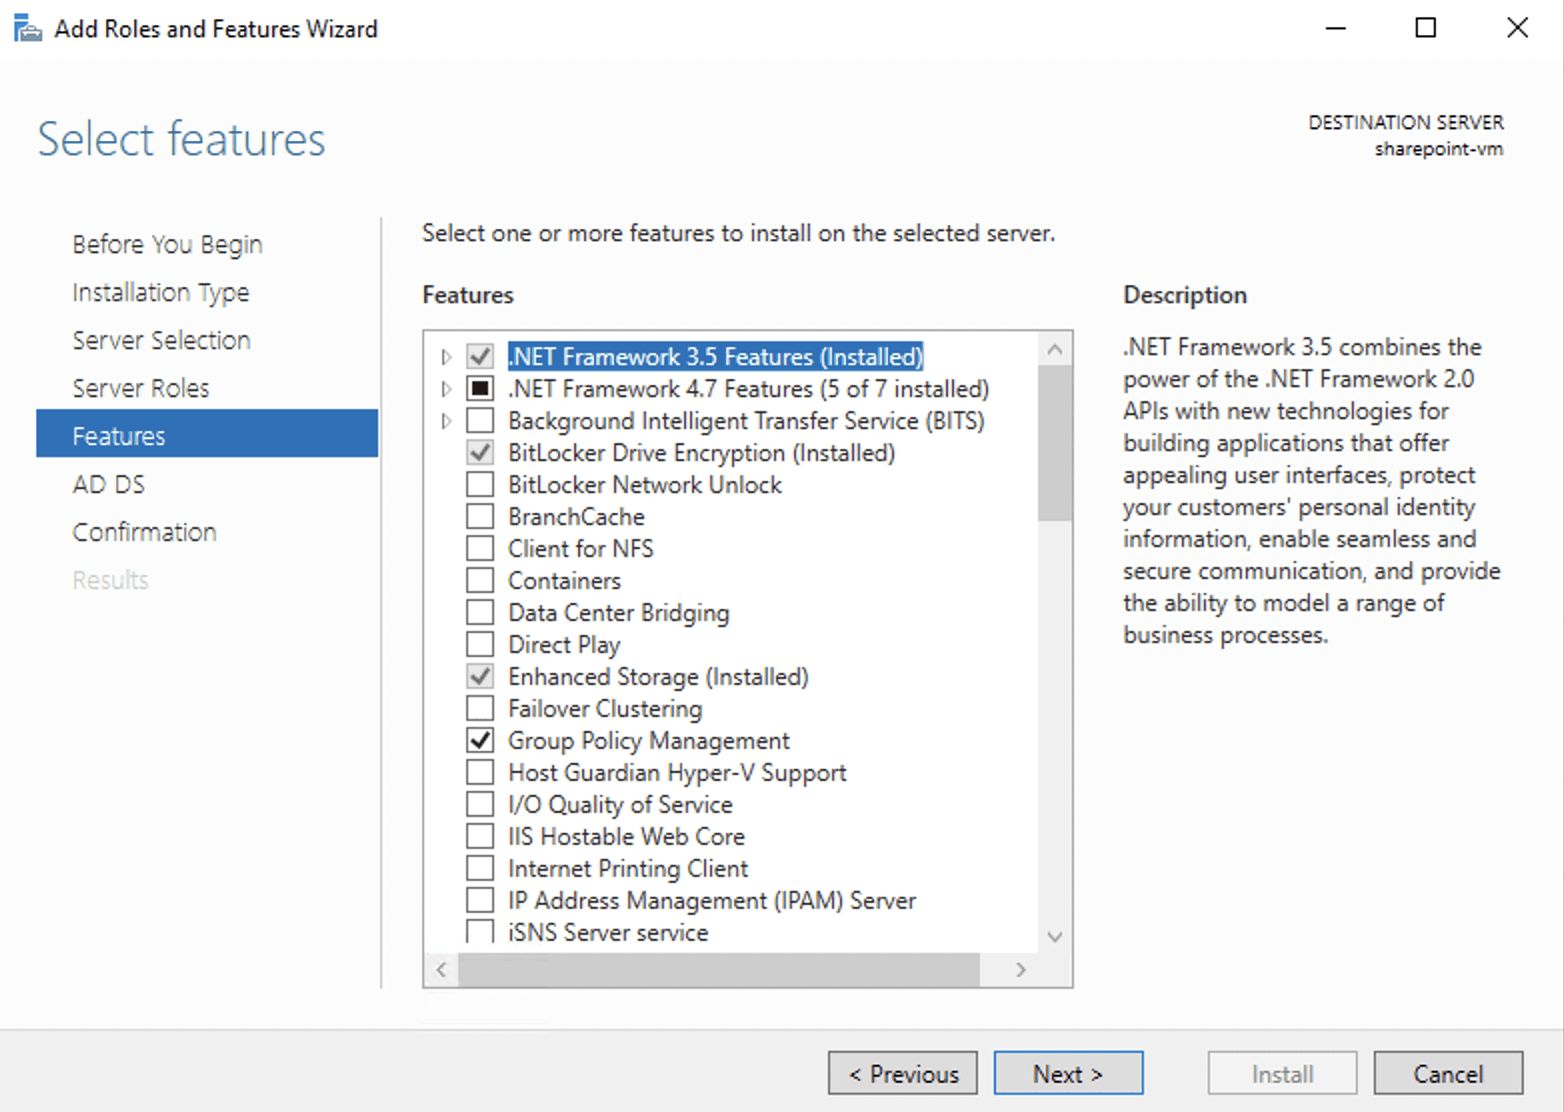 Add Roles and Features Wizard
Select features
DESTINATION SERVER
sharepoint-vm
Before You Begin
Installation Type
Server Selection
Server Roles
Features
AD DS
Confirmation
Results
Select one or more features to install on the selected server.
Features
.NET Framework 3.5 Features (Installed)
.NET Framework 4.7 Features (5 of 7 installed)
Background Intelligent Transfer Service (BITS)
BitLocker Drive Encryption (Installed)
BitLocker Network Unlock
BranchCache
Client for NFS
Containers
Data Center Bridging
Direct Play
Enhanced Storage (Installed)
Failover Clustering
Group Policy Management
Host Guardian Hyper-V Support
I/O Quality of Service
IIS Hostable Web Core
Internet Printing Client
IP Address Management (IPAM) Server
iSNS Server service
Description
.NET Framework 3.5 combines the
power of the .NET Framework 2.0
APIs with new technologies for
building applications that offer
appealing user interfaces, protect
your customers' personal identity
information, enable seamless and
secure communication, and provide
the ability to model a range of
business processes.
< Previous
Next >
Install
Cancel